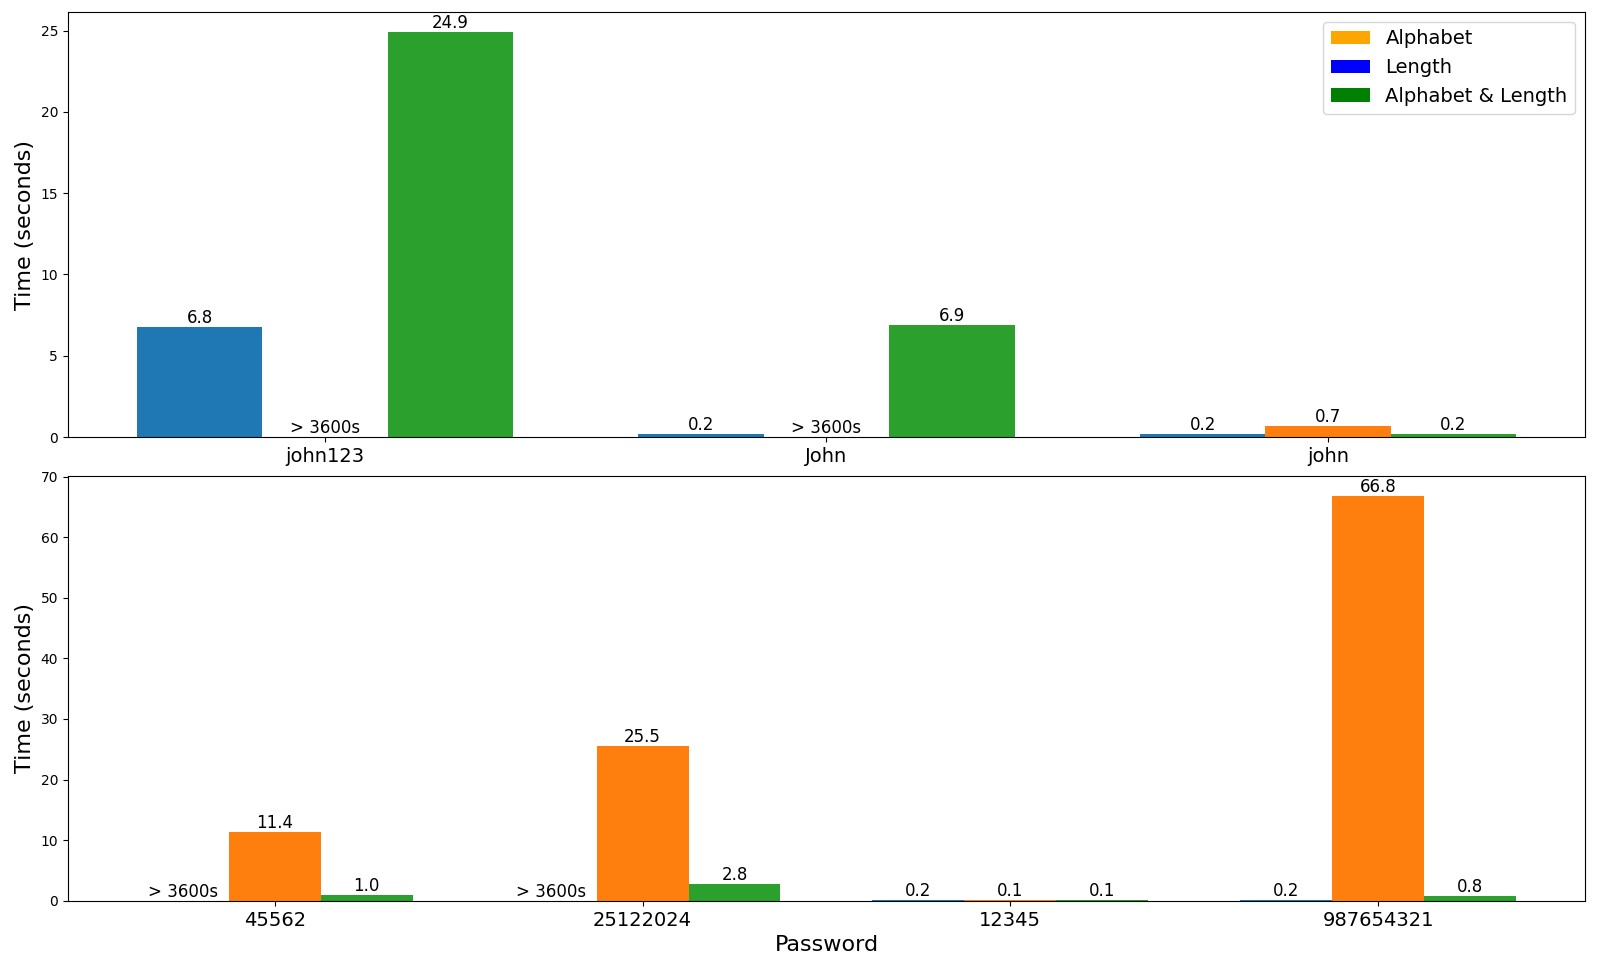 Time (seconds)
25
20
15
10
5
0
6.8
> 3600s
24.9
0.2
> 3600s
6.9
0.2
0.7
0.2
Alphabet
Length
Alphabet & Length
john123
John
john
Time (seconds)
70
60
50
40
30
20
10
0
> 3600s
11.4
1.0
> 3600s
25.5
2.8
0.2
0.1
0.1
0.2
66.8
0.8
45562
25122024
12345
987654321
Password